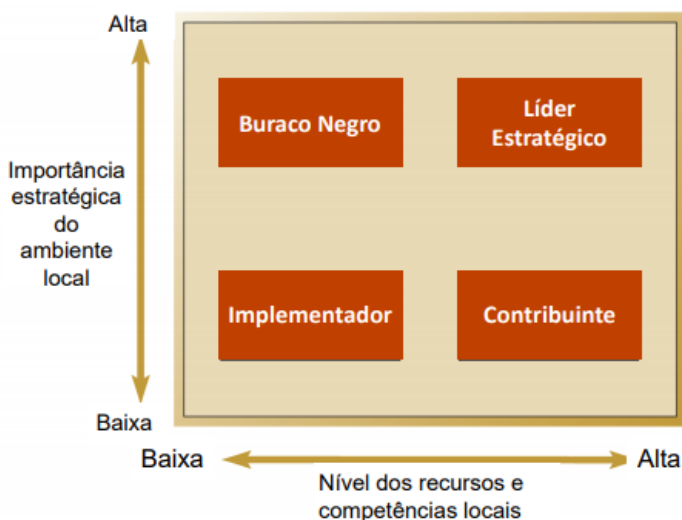 Alta
Buraco Negro
Líder
Estratégico
Importância
estratégica
do
ambiente
local
Implementador
Contribuinte
Baixa
Baixa
Alta
Nível dos recursos e
competências locais